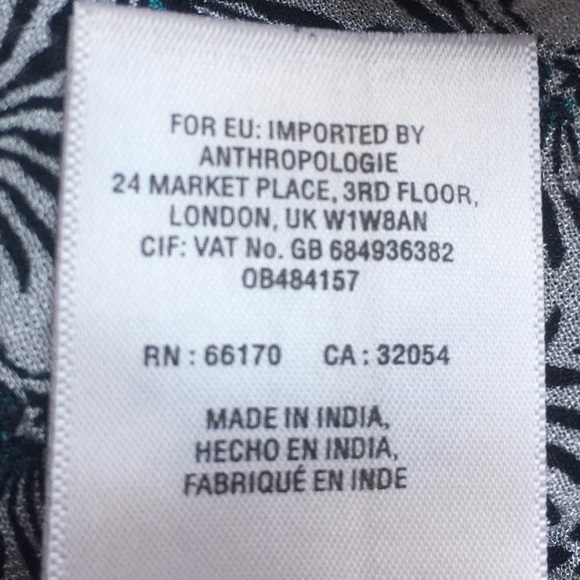 FOR EU: IMPORTED BY
ANTHROPOLOGIE
24 MARKET PLACE, 3RD FLOOR,
LONDON, UK W1W8AN
CIF: VAT No. GB 684936382
OB484157
RN : 66170 CA : 32054
MADE IN INDIA,
HECHO EN INDIA,
FABRIQUÉ EN INDE